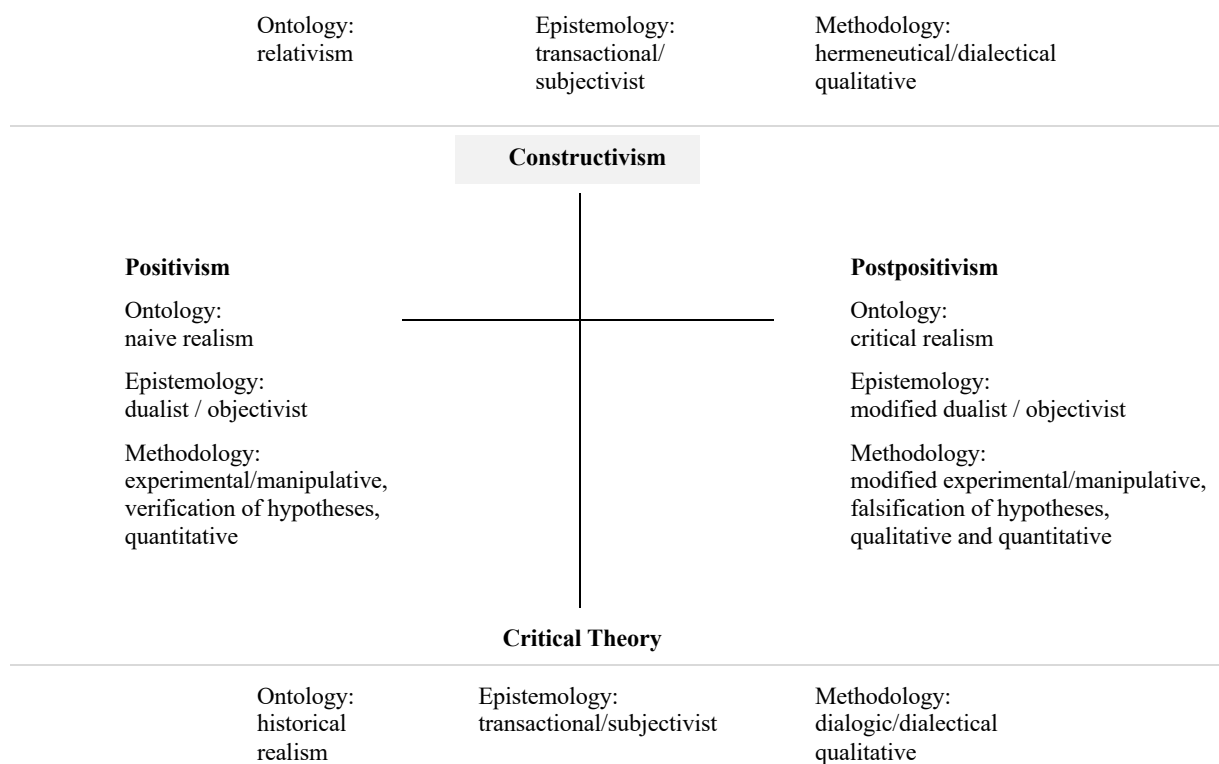 Ontology:
relativism
Epistemology:
transactional/
subjectivist
Methodology:
hermeneutical/dialectical
qualitative
Constructivism
Positivism
Ontology:
naive realism
Epistemology:
dualist / objectivist
Methodology:
experimental/manipulative,
verification of hypotheses,
quantitative
Postpositivism
Ontology:
critical realism
Epistemology:
modified dualist / objectivist
Methodology:
modified experimental/manipulative,
falsification of hypotheses,
qualitative and quantitative
Critical Theory
Ontology:
historical
realism
Epistemology:
transactional/subjectivist
Methodology:
dialogic/dialectical
qualitative